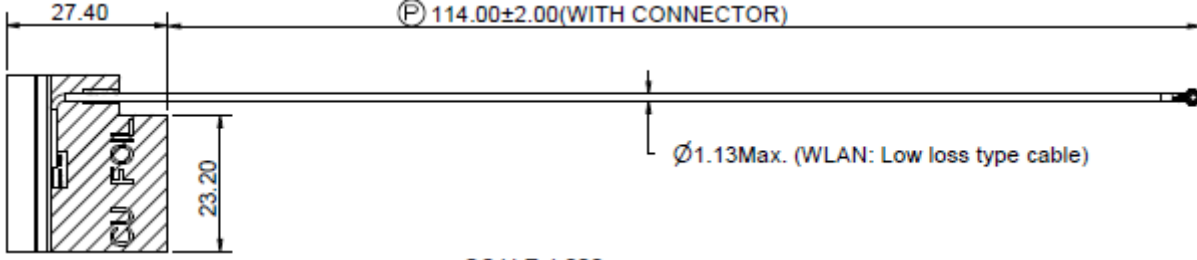 27.40
Ⓟ 114.00±2.00(WITH CONNECTOR)
Ø1.13Max. (WLAN: Low loss type cable)
CU FOIL
23.20